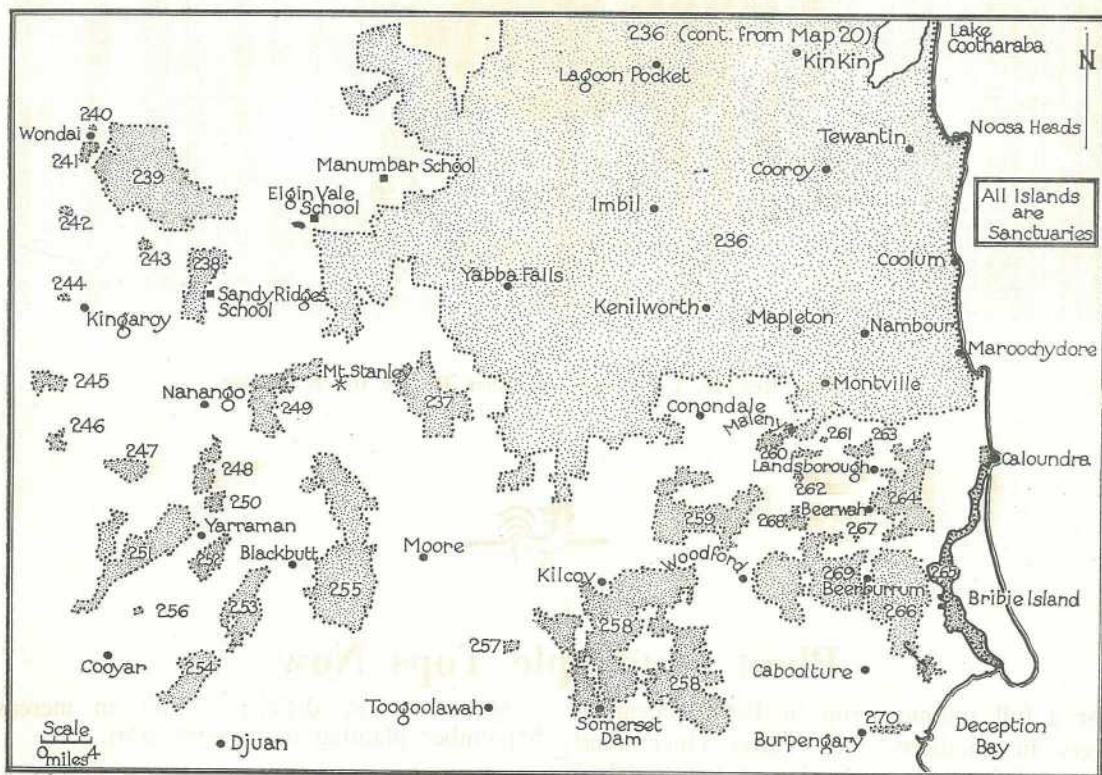 236 (cont. from Map 20)
Lake
Cootharaba
KinKin
Lagoon Pocket
N
240
Wondai
241
239
Tewantin
Noosa Heads
Manumbar School
Cooroy
Elgin Vale
School
Imbil
All Islands
are
Sanctuaries
242
243
238
236
Coolum
244
Sandy Ridges
School
Yabba Falls
Kingaroy
Kenilworth
Mapleton
Nambour
Maroochydore
245
Mt. Stanley
Nanango
249
237
Montville
Conondale
Maleny
246
261
263
260
247
248
Landsborough
Caloundra
250
262
264
Yarraman
259
268
Beerwah
267
251
Blackbutt
Moore
Woodford
255
Kilcoy
269
Beerburrum
265
266
Bribie Island
256
253
258
257
258
Cooyar
254
Caboolture
Toogoolawah
Somerset
Dam
270
Burpengary
Deception
Bay
Scale
0 4
miles
Djuan